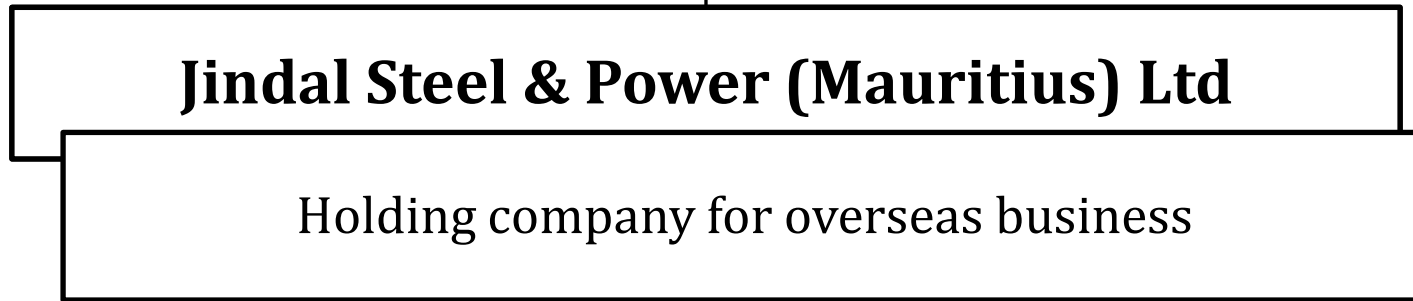 Jindal Steel & Power (Mauritius) Ltd
Holding company for overseas business